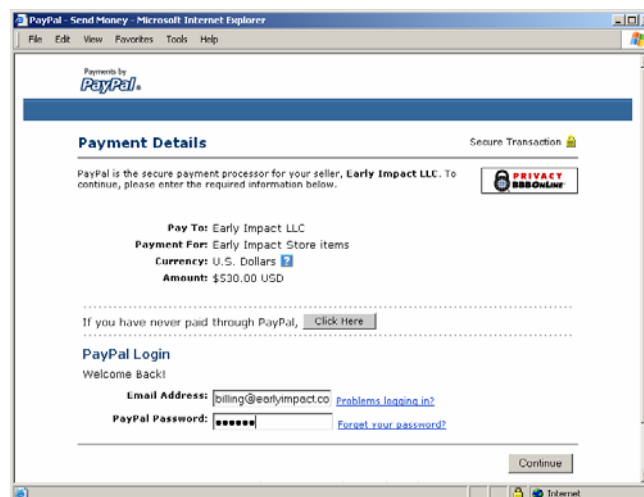 PayPal - Send Money - Microsoft Internet Explorer
File Edit View Favorites Tools Help
Payments by
PayPal
Payment Details
Secure Transaction
PayPal is the secure payment processor for your seller, Early Impact LLC. To
continue, please enter the required information below.
PRIVACY
BBBONLINE
Pay To: Early Impact LLC
Payment For: Early Impact Store items
Currency: U.S. Dollars ?
Amount: $530.00 USD
If you have never paid through PayPal, Click Here
PayPal Login
Welcome Back!
Email Address: billing@earlyimpact.co Problems logging in?
PayPal Password: •••••• Forget your password?
Continue
Internet